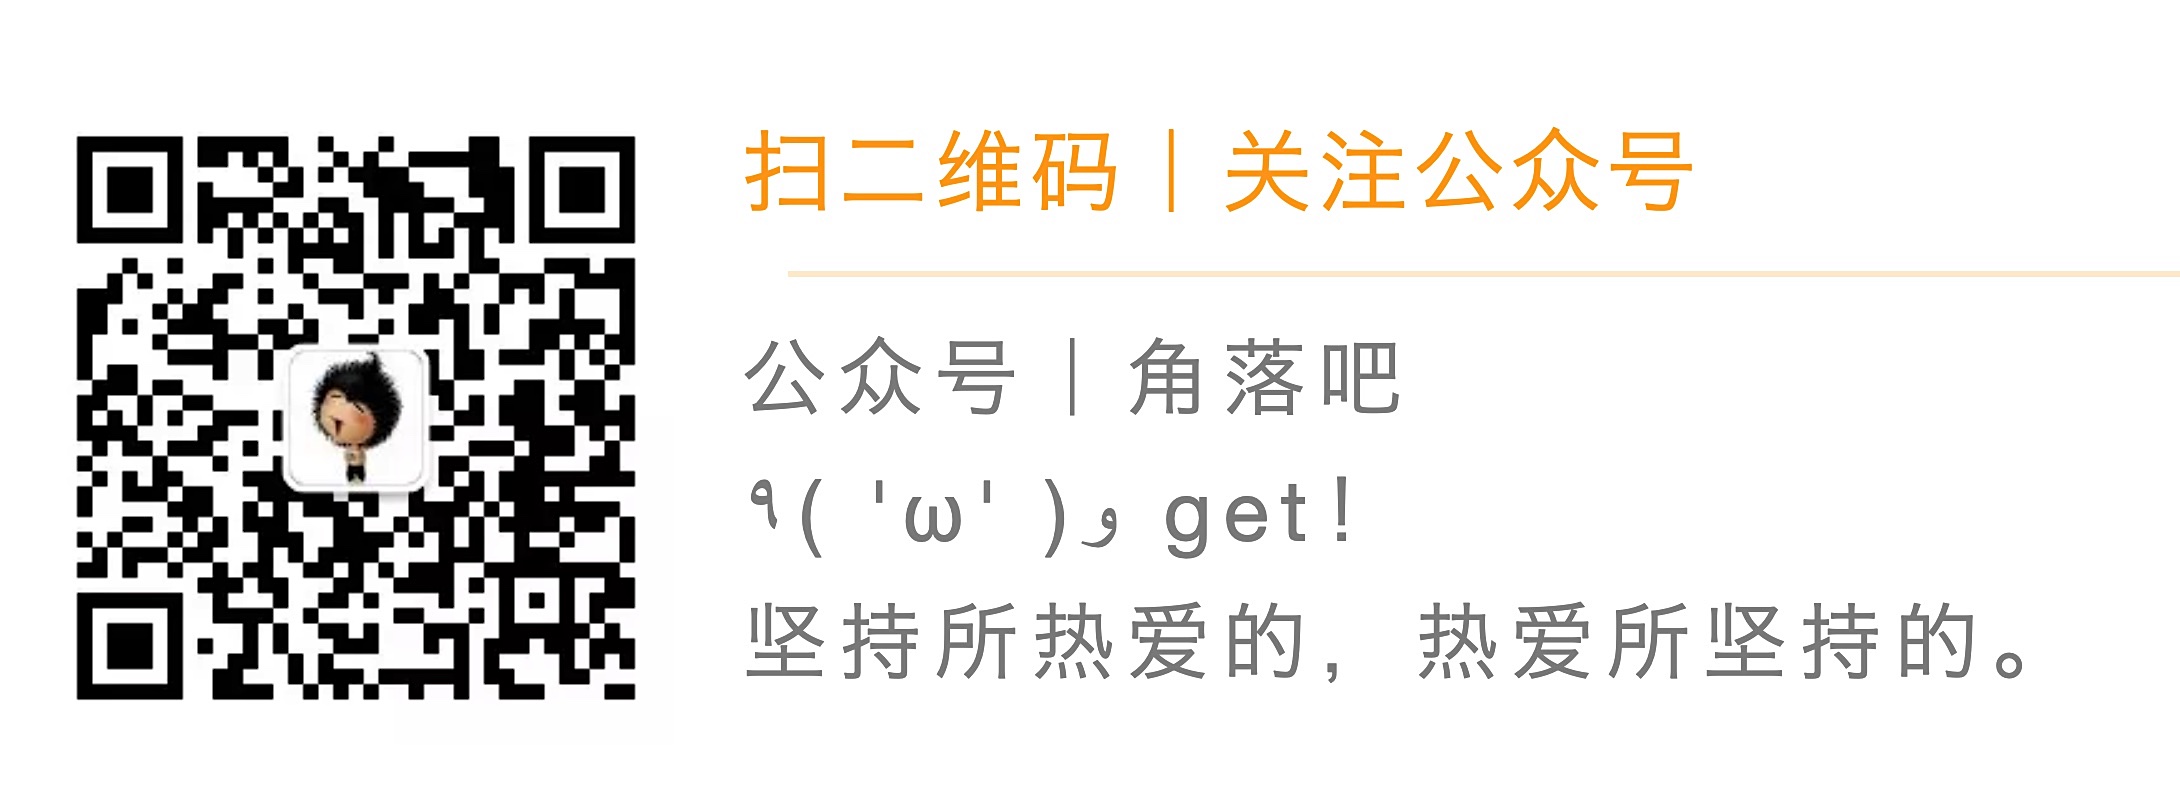 扫二维码｜关注公众号
公众号｜角落吧
٩( 'ω' )و get！
坚持所热爱的，热爱所坚持的。